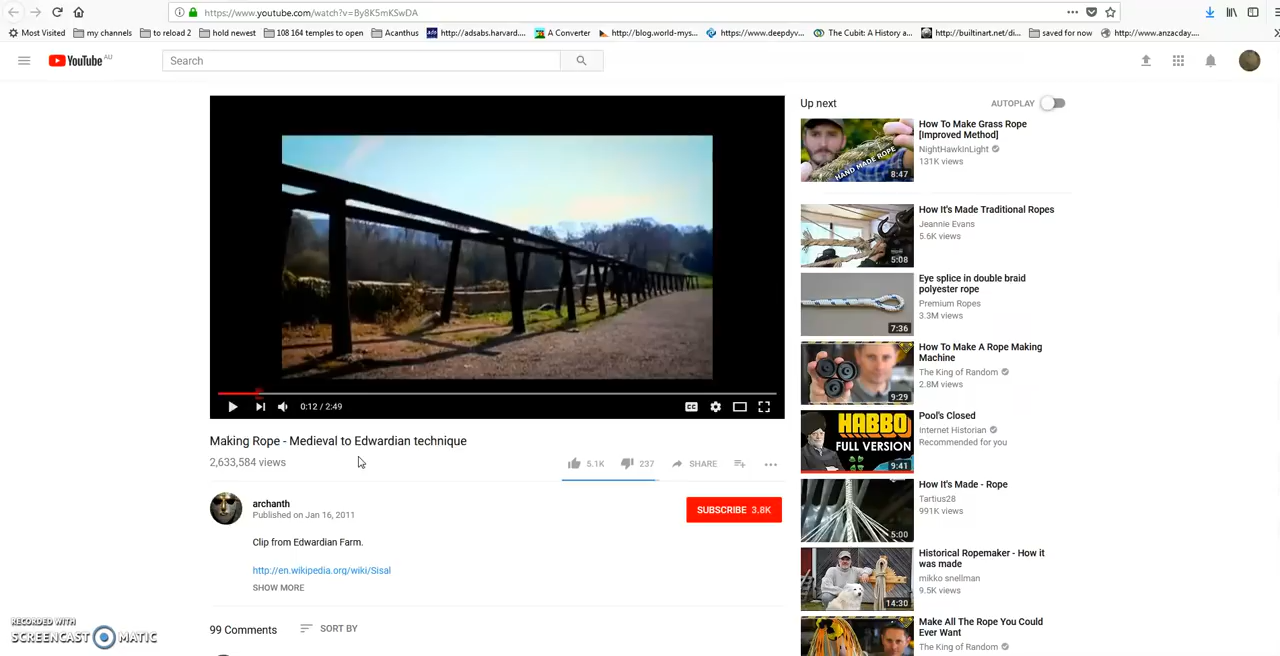 https://www.youtube.com/watch?v=By8K5mKSwDA
Most Visited
my channels
to reload 2
hold newest
108 164 temples to open
Acanthus
http://adsabs.harvard....
A Converter
http://blog.world-mys...
https://www.deepdyv...
The Cubit: A History a...
http://builtinart.net/di...
saved for now
http://www.anzacday....
YouTube AU
Search
Up next
AUTOPLAY
How To Make Grass Rope
[Improved Method]
NightHawkInLight
131K views
HAND MADE ROPE
8:47
How It's Made Traditional Ropes
Jeannie Evans
5.6K views
5:08
Eye splice in double braid
polyester rope
Premium Ropes
3.3M views
7:36
How To Make A Rope Making
Machine
The King of Random
2.8M views
9:29
Pool's Closed
Internet Historian
Recommended for you
HABBO
FULL VERSION
9:41
How It's Made - Rope
Tartius28
991K views
5:00
Historical Ropemaker - How it
was made
mikko snellman
9.5K views
14:30
Make All The Rope You Could
Ever Want
The King of Random
0:12 / 2:49
CC
Making Rope - Medieval to Edwardian technique
2,633,584 views
5.1K
237
SHARE
archanth
Published on Jan 16, 2011
SUBSCRIBE 3.8K
Clip from Edwardian Farm.
http://en.wikipedia.org/wiki/Sisal
SHOW MORE
99 Comments
SORT BY
RECORDED WITH
SCREENCAST MATIC